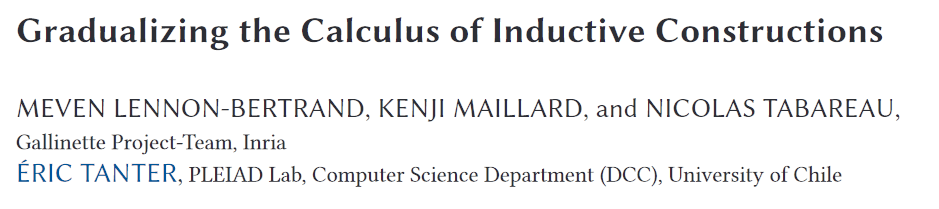 Gradualizing the Calculus of Inductive Constructions
MEVEN LENNON-BERTRAND, KENJI MAILLARD, and NICOLAS TABAREAU,
Gallinette Project-Team, Inria
ÉRIC TANTER, PLEIAD Lab, Computer Science Department (DCC), University of Chile